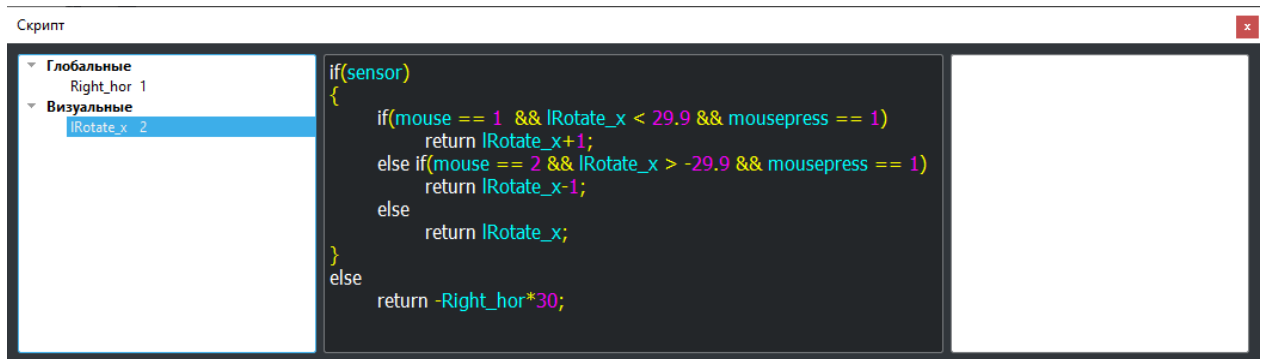 Скрипт
x
Глобальные
Right_hor 1
Визуальные
lRotate_x 2
if(sensor)
{
if(mouse == 1 && lRotate_x < 29.9 && mousepress == 1)
return lRotate_x+1;
else if(mouse == 2 && lRotate_x > -29.9 && mousepress == 1)
return lRotate_x-1;
else
return lRotate_x;
}
else
return -Right_hor*30;